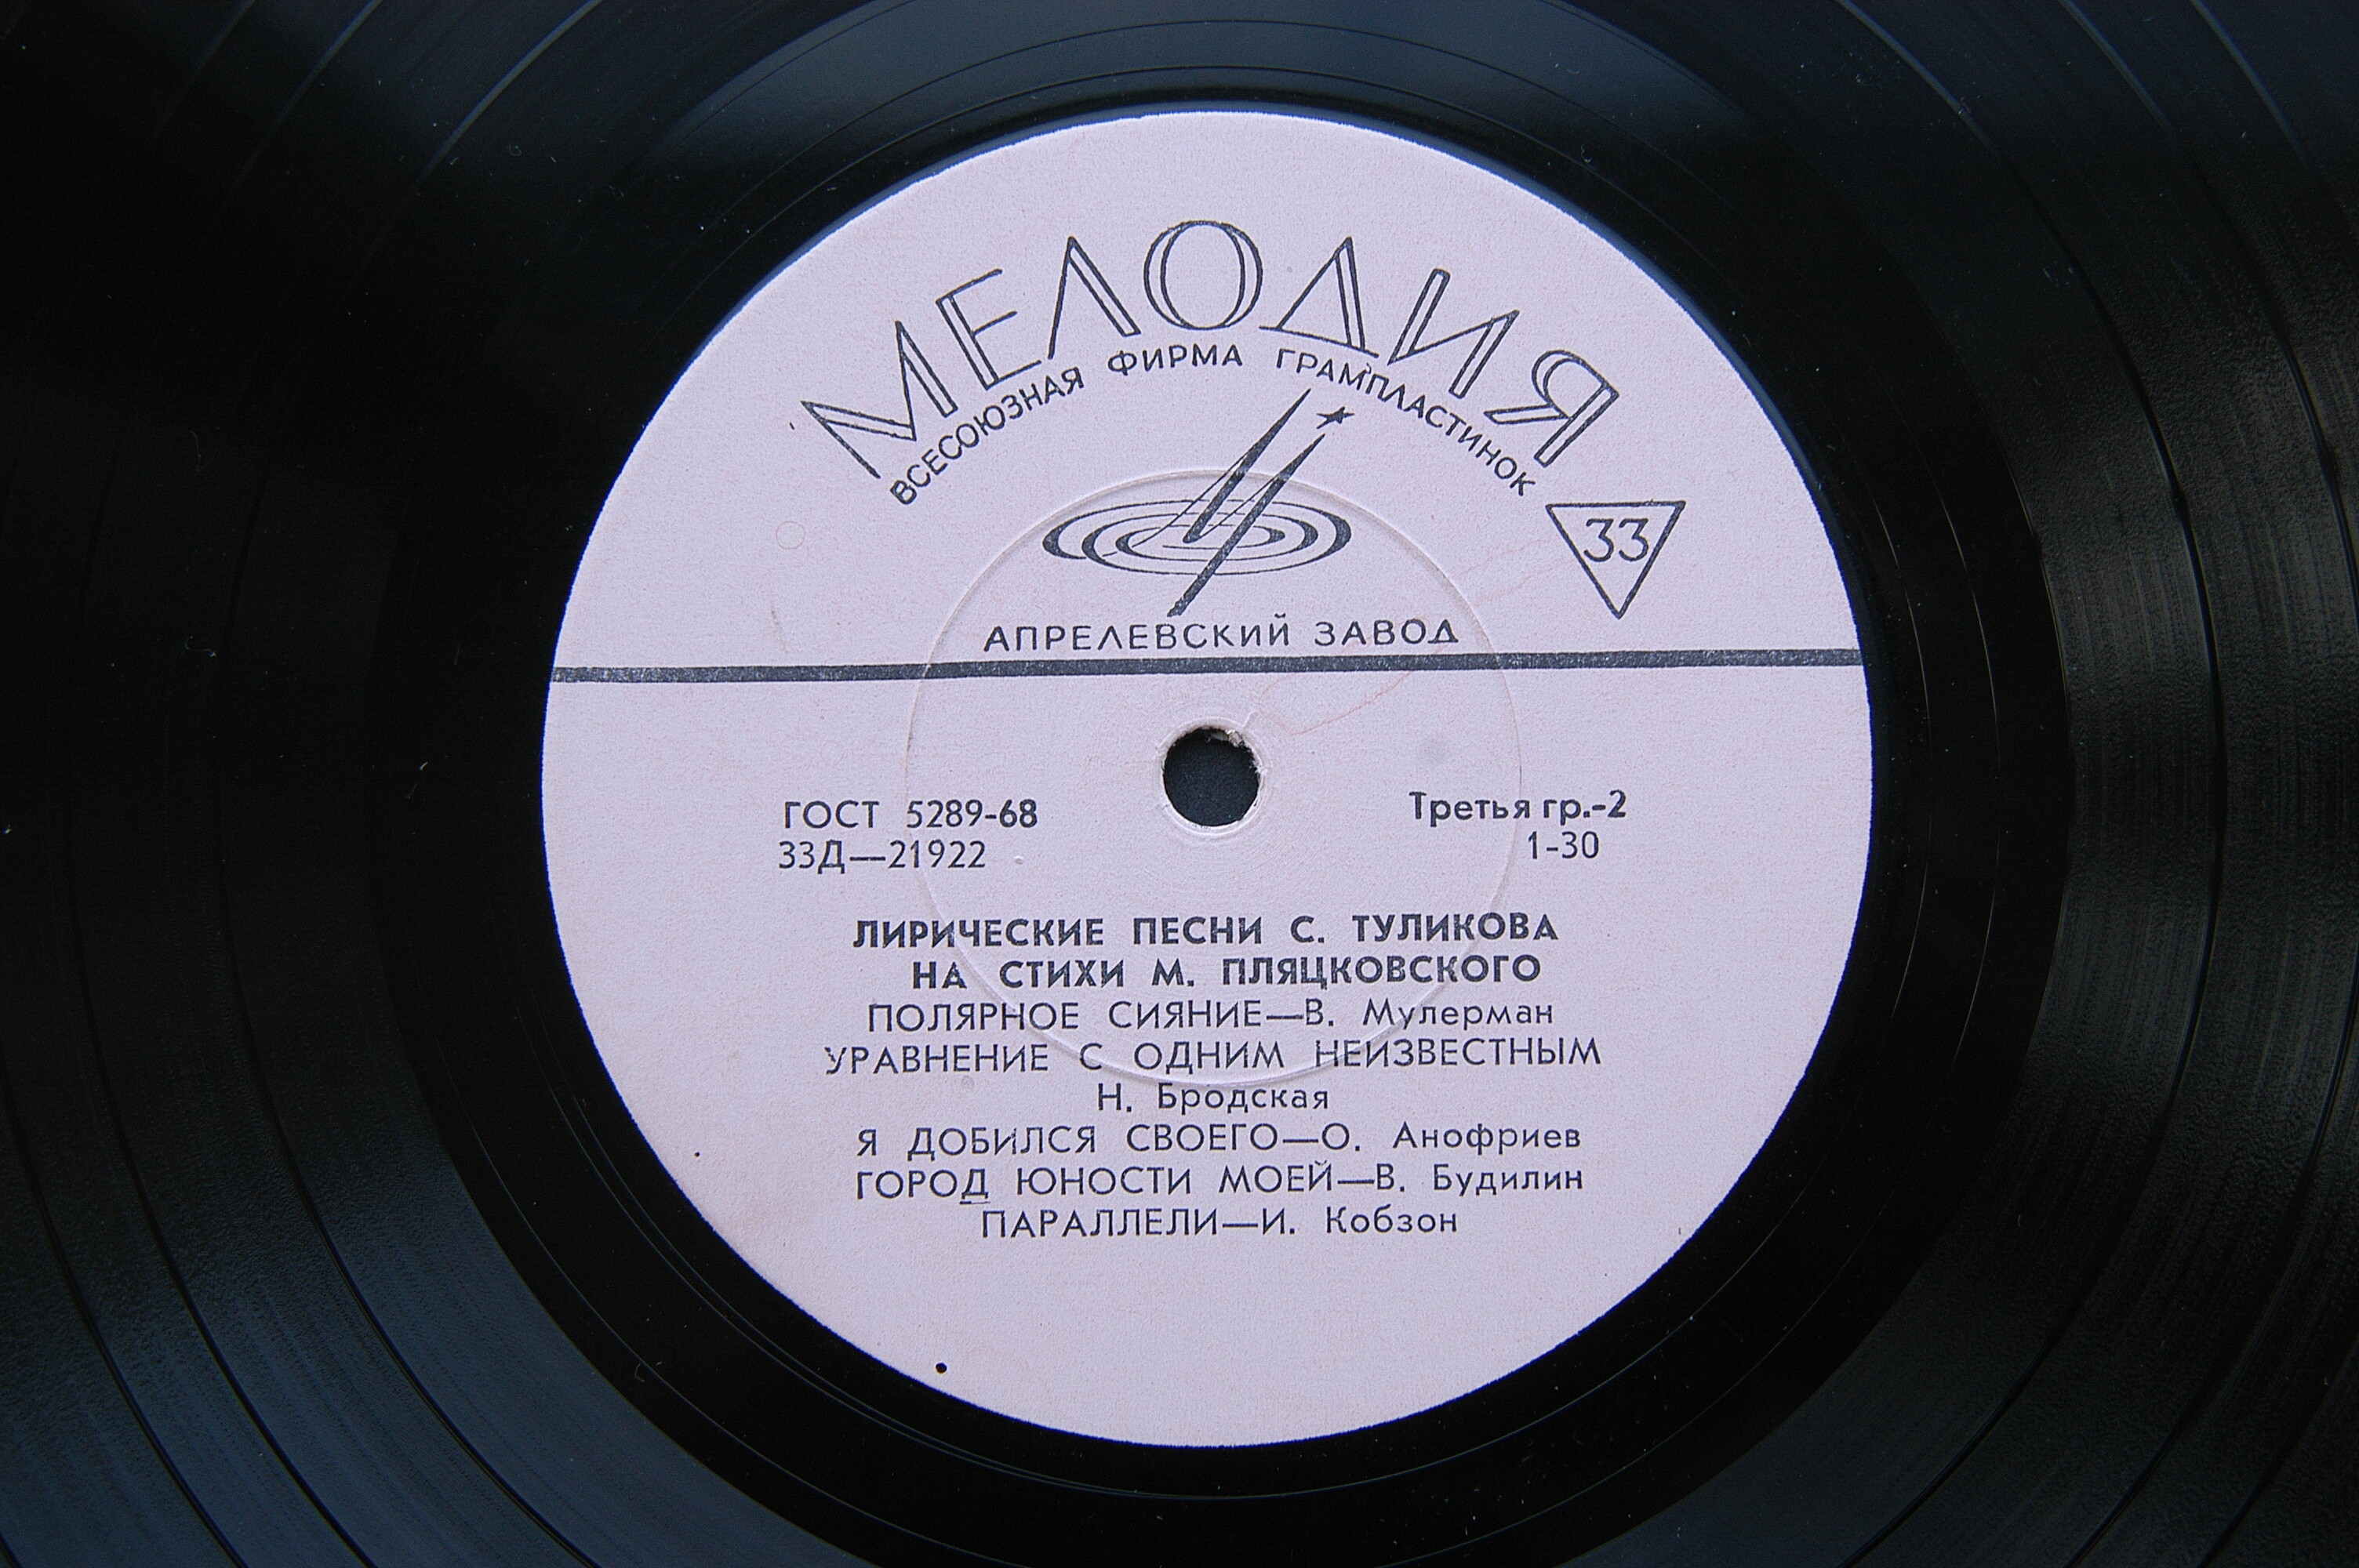 МЕЛОДИЯ
ВСЕСОЮЗНАЯ ФИРМА ГРАМПЛАСТИНОК
33
АПРЕЛЕВСКИЙ ЗАВОД
ГОСТ 5289-68
33Д—21922
Третья гр.-2
1-30
ЛИРИЧЕСКИЕ ПЕСНИ С. ТУЛИКОВА
НА СТИХИ М. ПЛЯЦКОВСКОГО
ПОЛЯРНОЕ СИЯНИЕ—В. Мулерман
УРАВНЕНИЕ С ОДНИМ НЕИЗВЕСТНЫМ
Н. Бродская
Я ДОБИЛСЯ СВОЕГО—О. Анофриев
ГОРОД ЮНОСТИ МОЕЙ—В. Будилин
ПАРАЛЛЕЛИ—И. Кобзон